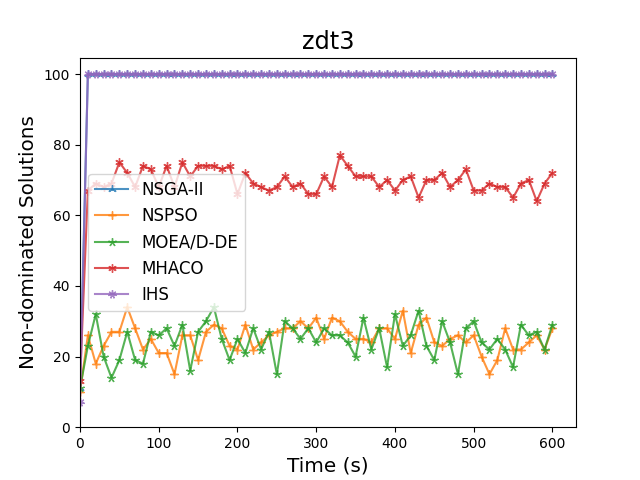 zdt3
Non-dominated Solutions
100
80
60
40
20
0
NSGA-II
NSPSO
MOEA/D-DE
MHACO
IHS
0 100 200 300 400 500 600
Time (s)